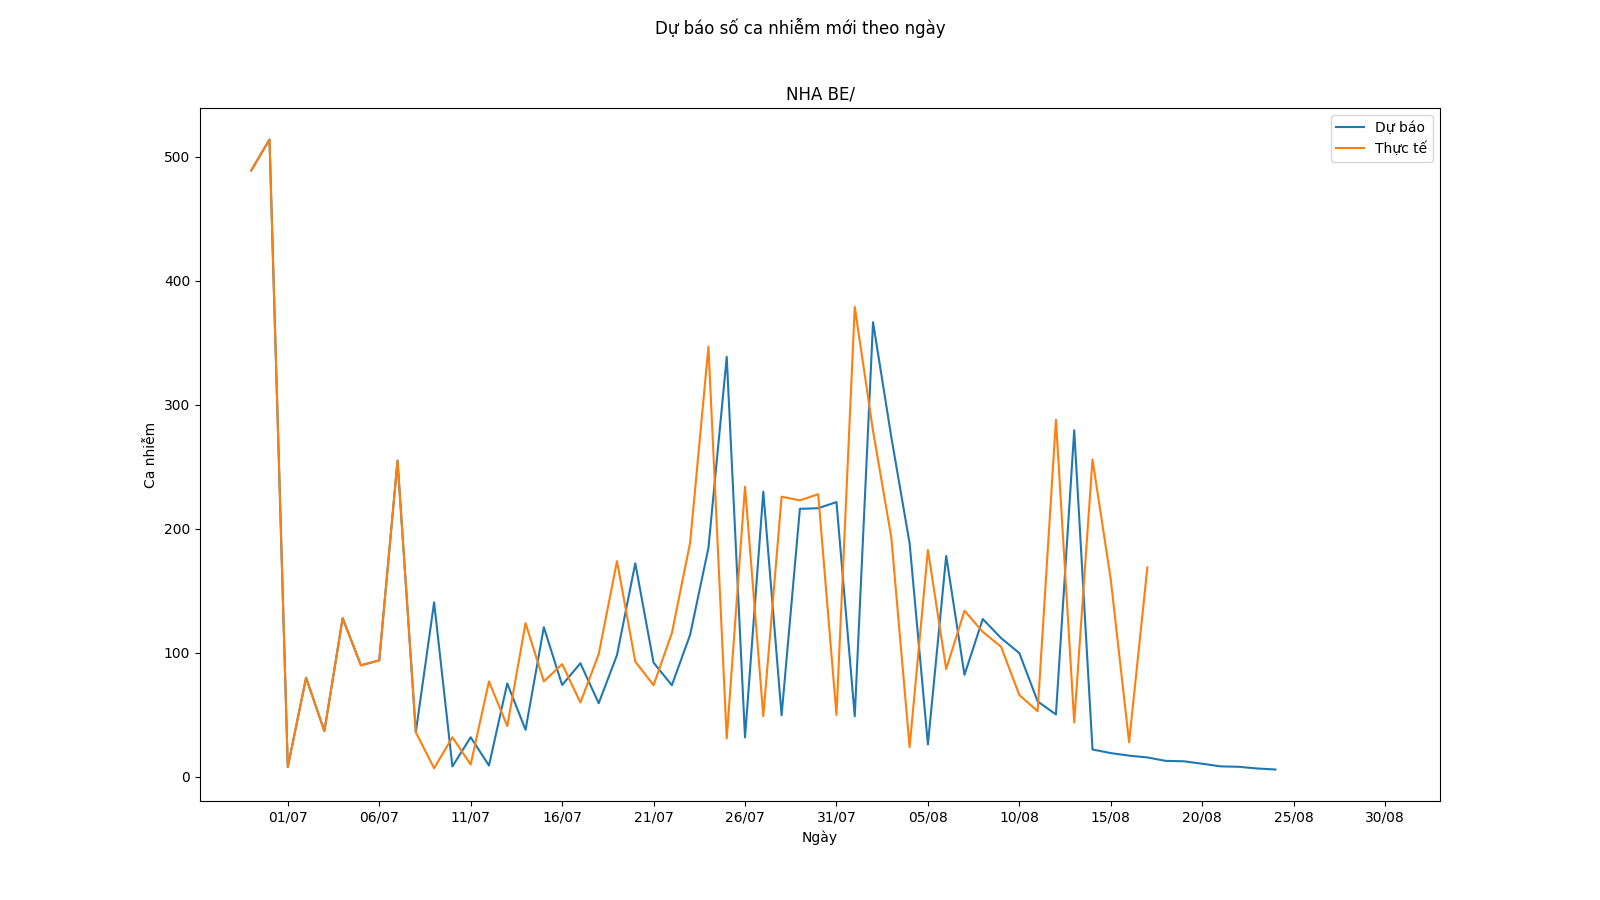 Dự báo số ca nhiễm mới theo ngày
NHA BE/
Dự báo
Thực tế
500
400
300
200
100
0
Ca nhiễm
01/07 06/07 11/07 16/07 21/07 26/07 31/07 05/08 10/08 15/08 20/08 25/08 30/08
Ngày